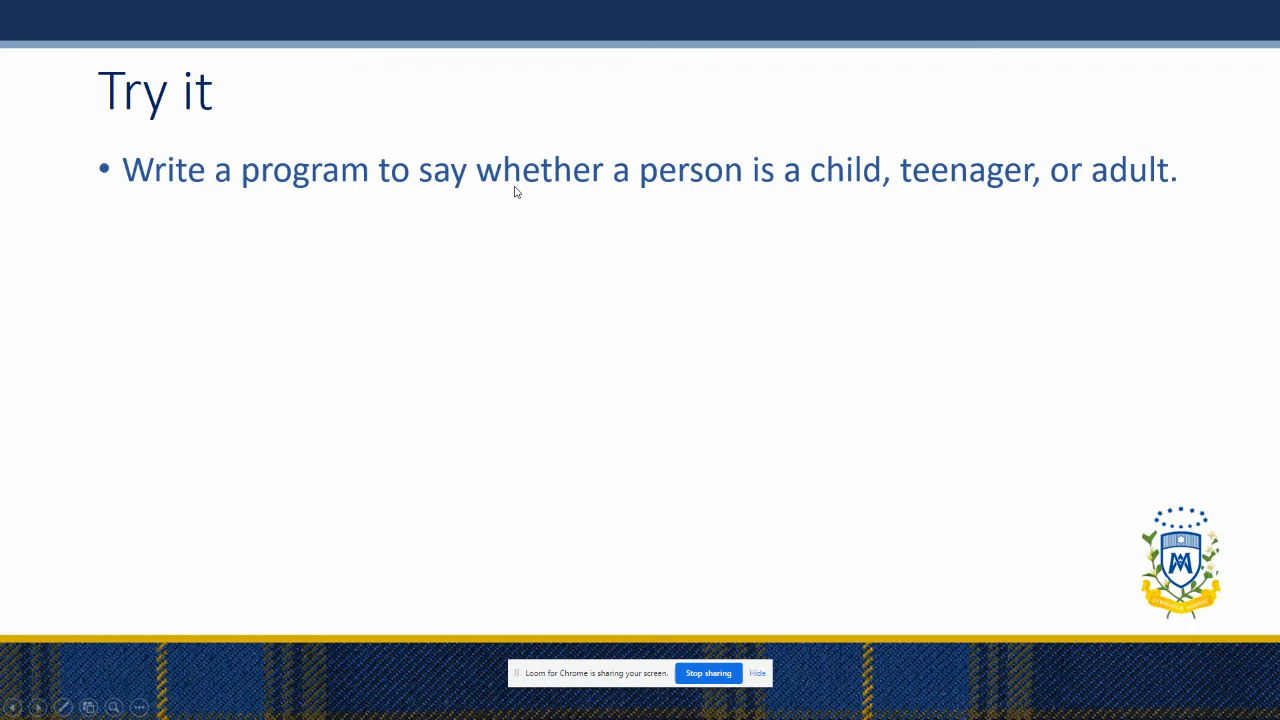 Try it
• Write a program to say whether a person is a child, teenager, or adult.
Loom for Chrome is sharing your screen. Stop sharing Hide